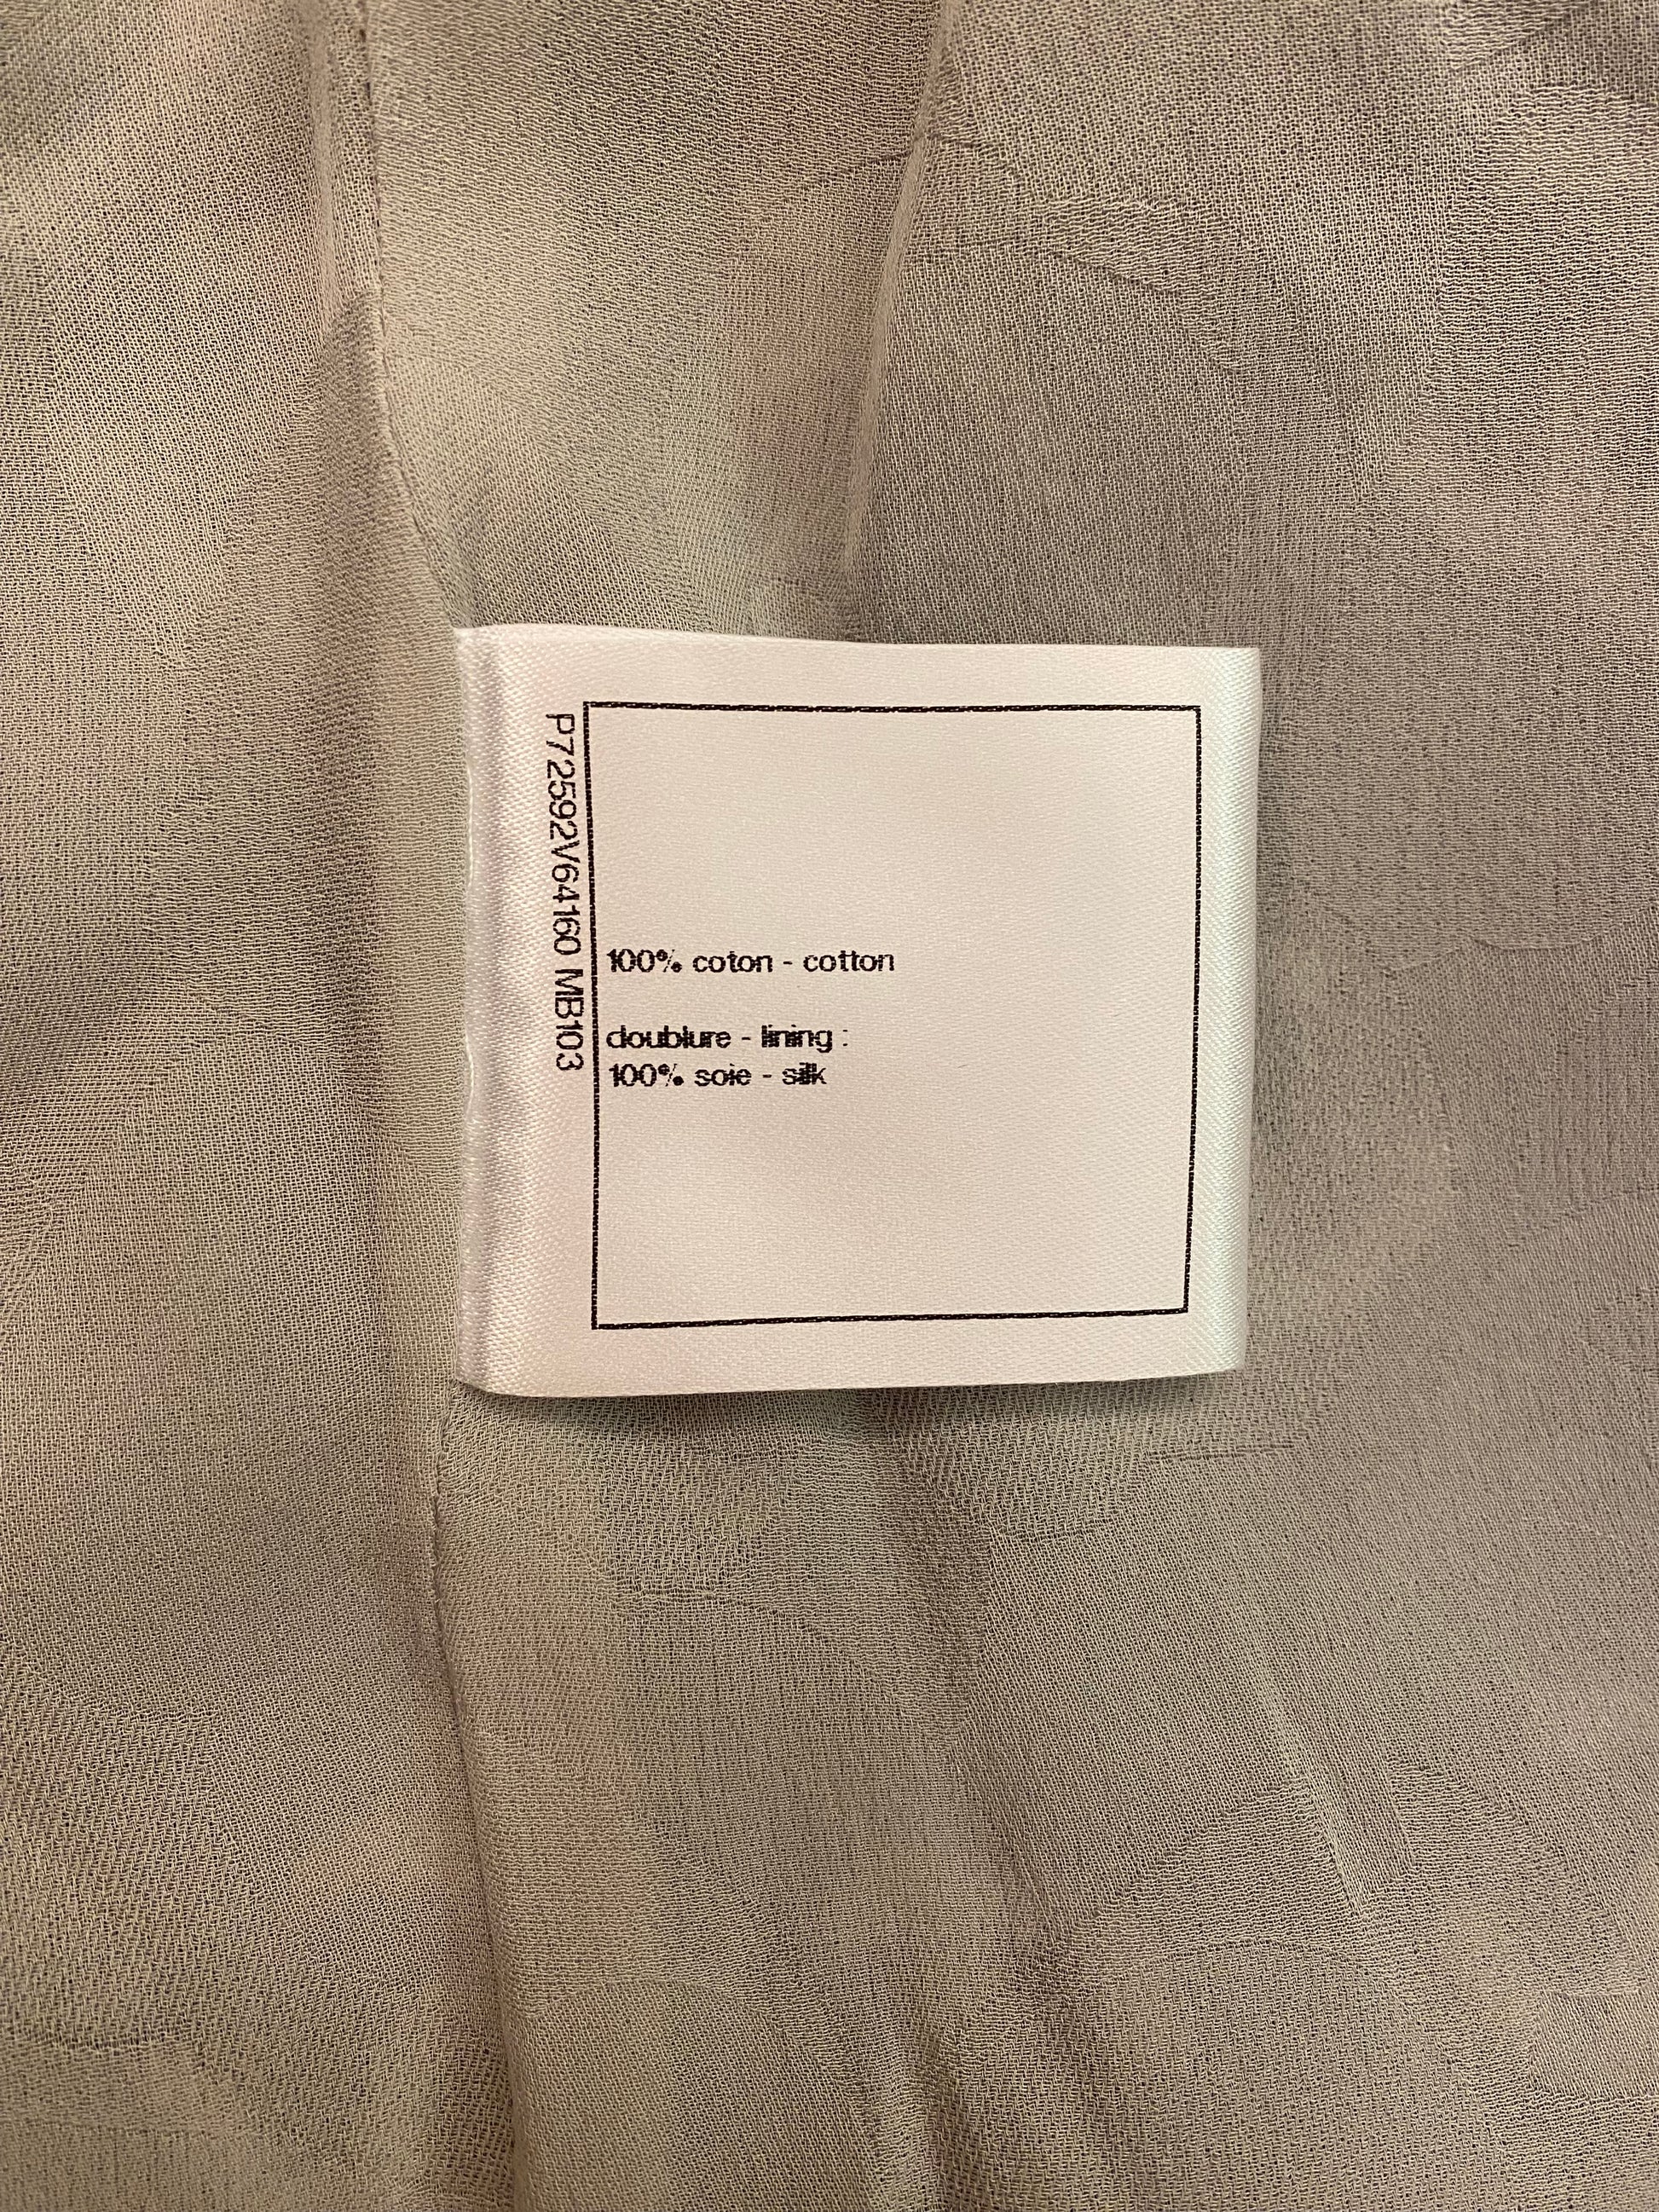 P72592V64160 MB103
100% coton - cotton
doublure - lining :
100% soie - silk